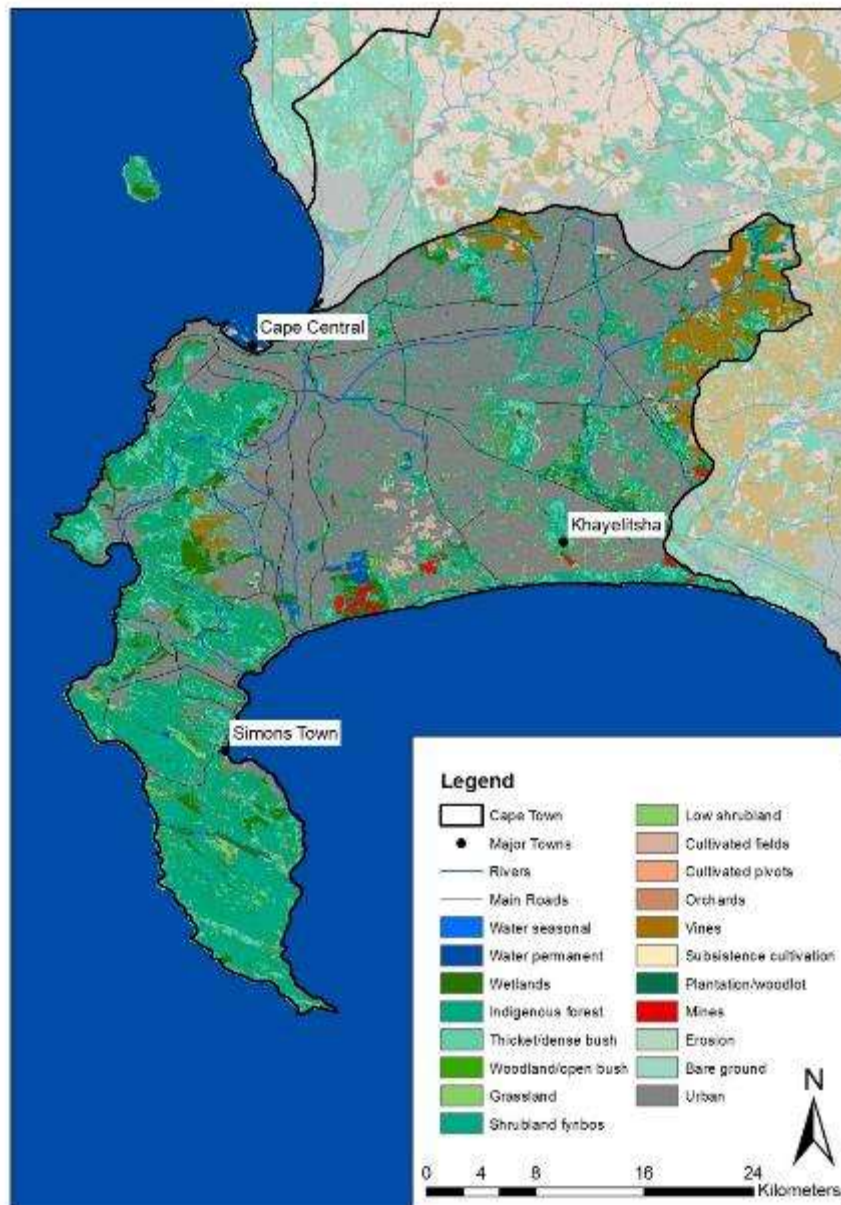 Cape Central
Khayelitsha
Simons Town
Legend
Cape Town
Major Towns
Rivers
Main Roads
Water seasonal
Water permanent
Wetlands
Indigenous forest
Thicket/dense bush
Woodland/open bush
Grassland
Shrubland fynbos
Low shrubland
Cultivated fields
Cultivated pivots
Orchards
Vines
Subsistence cultivation
Plantation/woodlot
Mines
Erosion
Bare ground
Urban
N
0 4 8 16 24
Kilometers